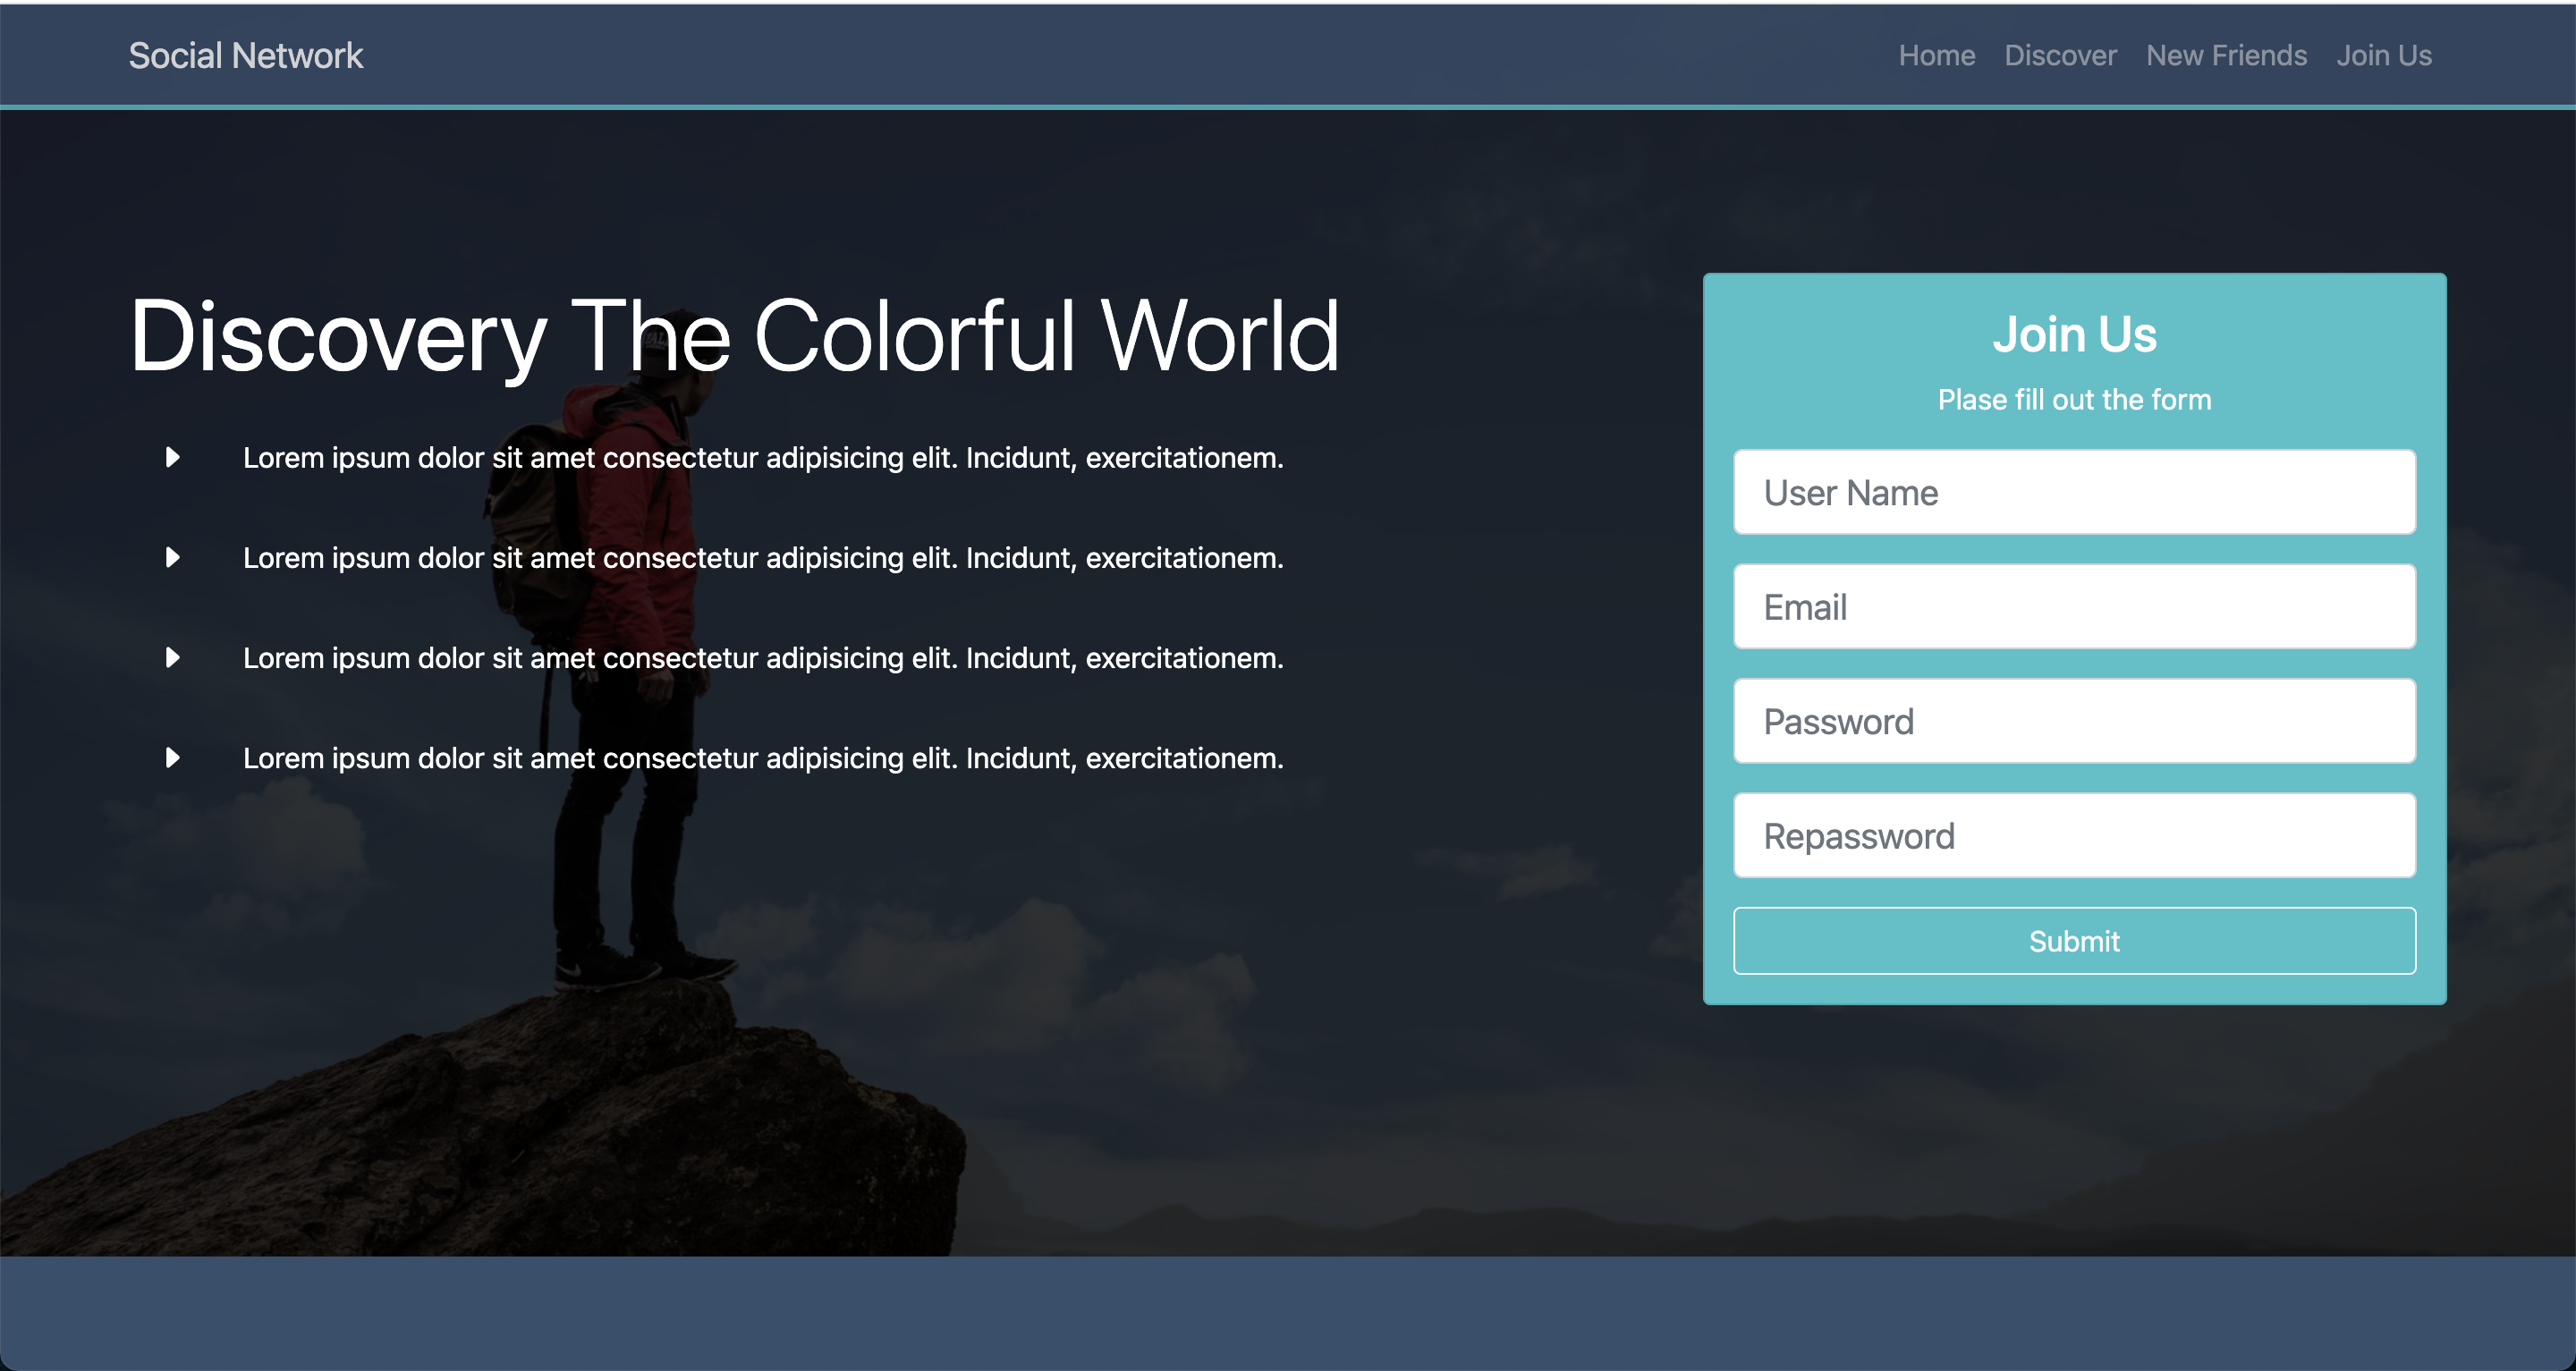 Social Network
Home Discover New Friends Join Us
Discovery The Colorful World
Lorem ipsum dolor sit amet consectetur adipisicing elit. Incidunt, exercitationem.
Lorem ipsum dolor sit amet consectetur adipisicing elit. Incidunt, exercitationem.
Lorem ipsum dolor sit amet consectetur adipisicing elit. Incidunt, exercitationem.
Lorem ipsum dolor sit amet consectetur adipisicing elit. Incidunt, exercitationem.
Join Us
Plase fill out the form
User Name
Email
Password
Repassword
Submit